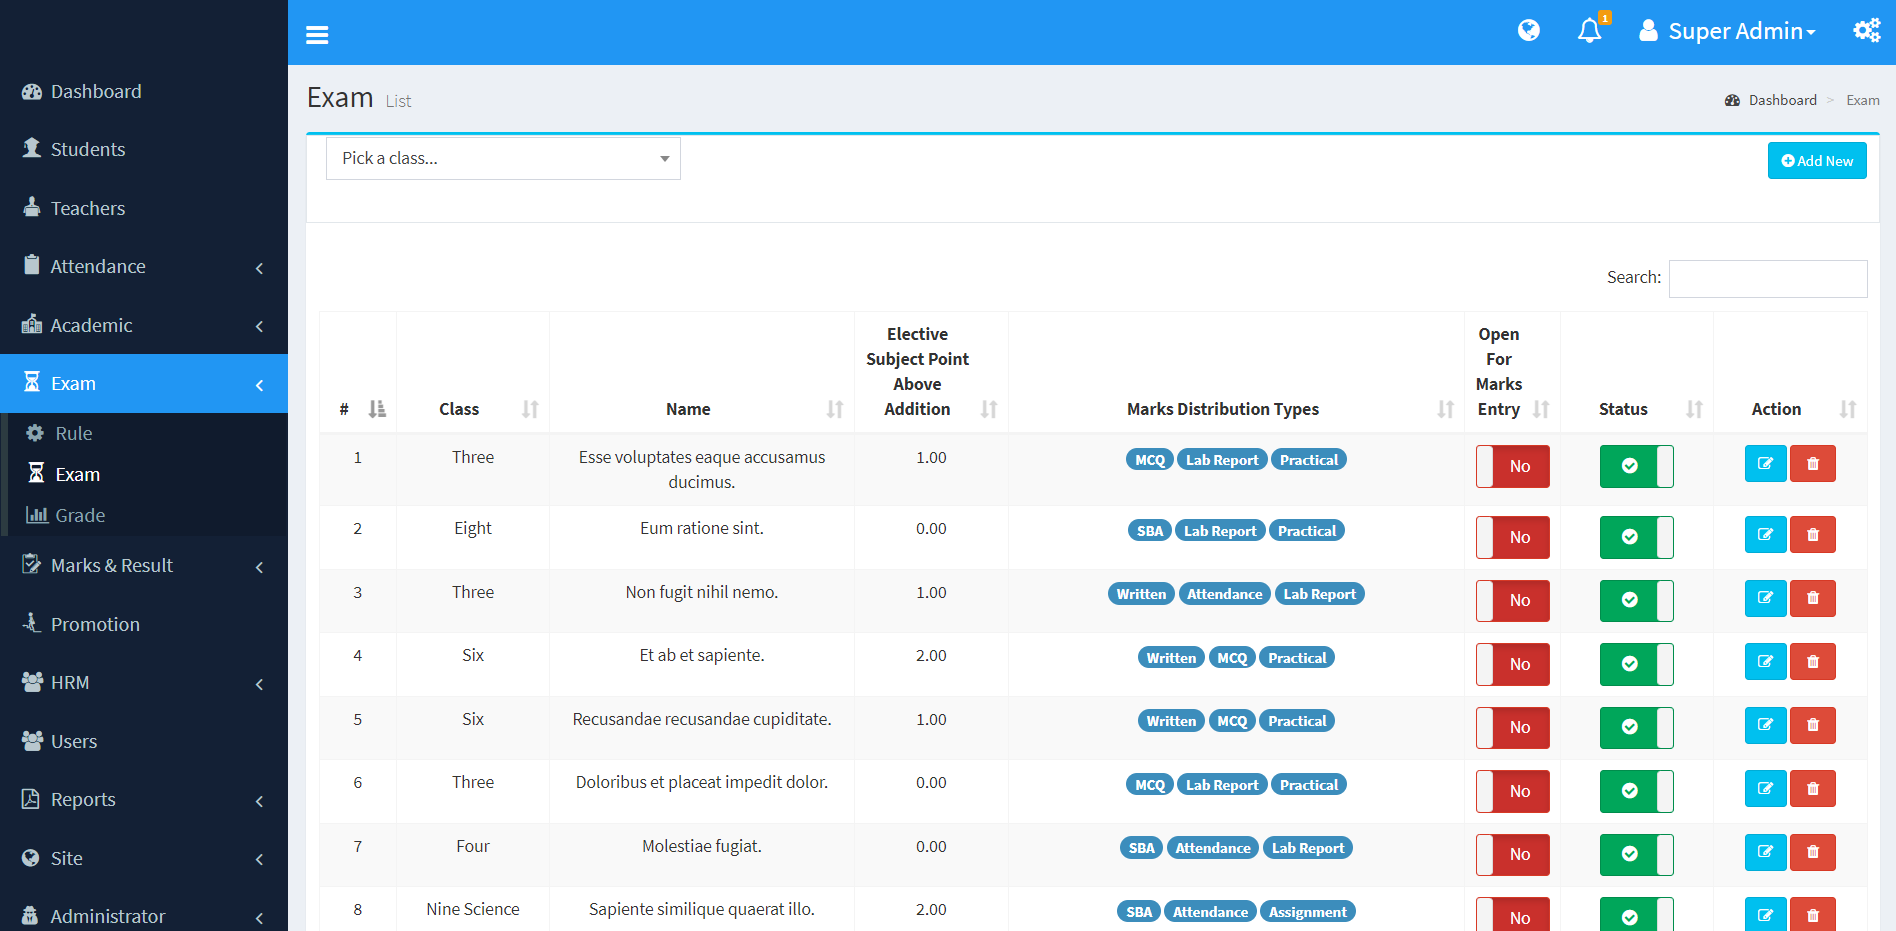 1
Super Admin
Dashboard
Students
Teachers
Attendance
Academic
Exam
Rule
Exam
Grade
Marks & Result
Promotion
HRM
Users
Reports
Site
Administrator
Exam List
Dashboard > Exam
Pick a class...
Add New
Search:
# Class Name Elective Subject Point Above Addition Marks Distribution Types Open For Marks Entry Status Action
1 Three Esse voluptates eaque accusamus ducimus. 1.00 MCQ Lab Report Practical No
2 Eight Eum ratione sint. 0.00 SBA Lab Report Practical No
3 Three Non fugit nihil nemo. 1.00 Written Attendance Lab Report No
4 Six Et ab et sapiente. 2.00 Written MCQ Practical No
5 Six Recusandae recusandae cupiditate. 1.00 Written MCQ Practical No
6 Three Doloribus et placeat impedit dolor. 0.00 MCQ Lab Report Practical No
7 Four Molestiae fugiat. 0.00 SBA Attendance Lab Report No
8 Nine Science Sapiente similique quaerat illo. 2.00 SBA Attendance Assignment No